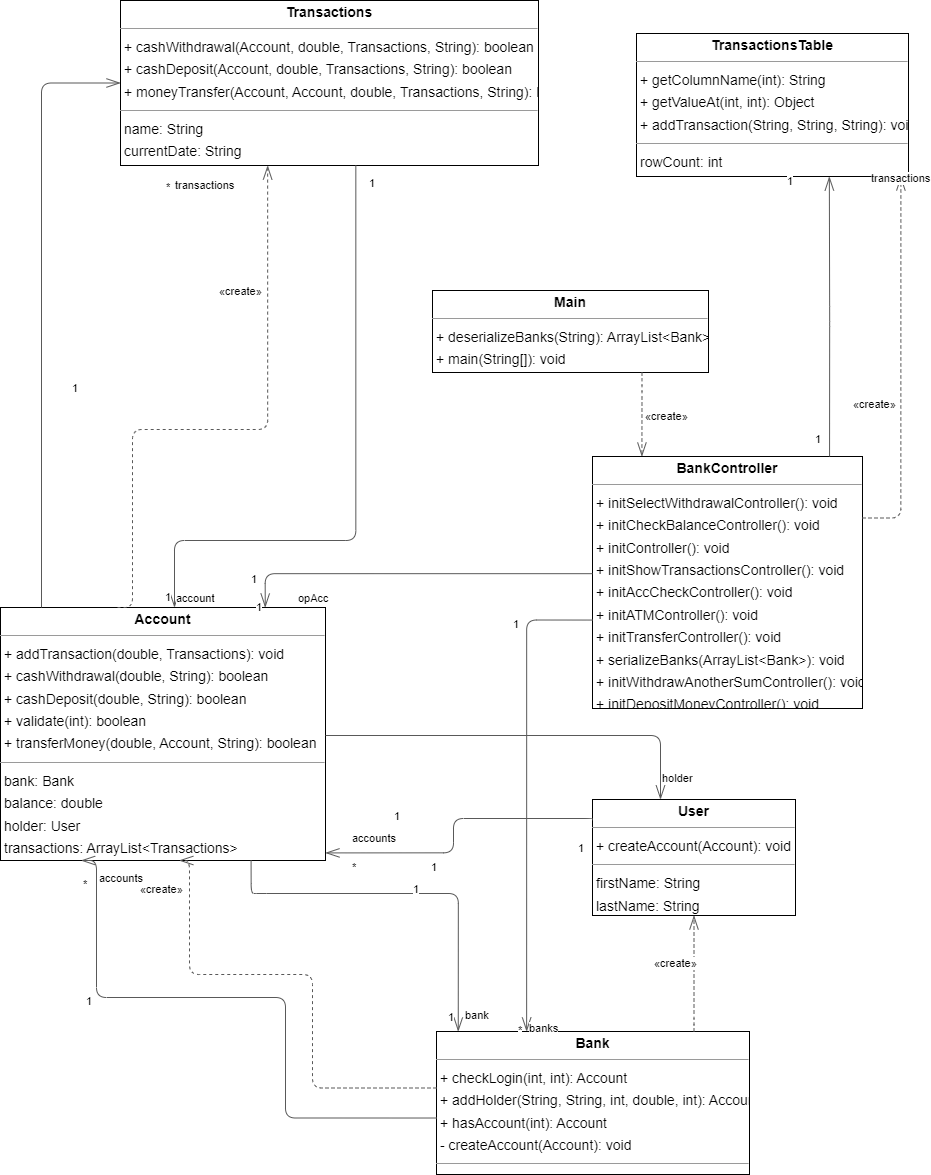 Transactions
+ cashWithdrawal(Account, double, Transactions, String): boolean
+ cashDeposit(Account, double, Transactions, String): boolean
+ moneyTransfer(Account, Account, double, Transactions, String):
name: String
currentDate: String
TransactionsTable
+ getColumnName(int): String
+ getValueAt(int, int): Object
+ addTransaction(String, String, String): voi
rowCount: int
* transactions
1
1
transactions
«create»
Main
+ deserializeBanks(String): ArrayList<Bank>
+ main(String[]): void
1
«create»
«create»
1
BankController
+ initSelectWithdrawalController(): void
+ initCheckBalanceController(): void
+ initController(): void
+ initShowTransactionsController(): void
+ initAccCheckController(): void
+ initATMController(): void
+ initTransferController(): void
+ serializeBanks(ArrayList<Bank>): void
+ initWithdrawAnotherSumController(): void
+ initDepositMoneyController(): void
1
1 account
1
opAcc
1
Account
+ addTransaction(double, Transactions): void
+ cashWithdrawal(double, String): boolean
+ cashDeposit(double, String): boolean
+ validate(int): boolean
+ transferMoney(double, Account, String): boolean
bank: Bank
balance: double
holder: User
transactions: ArrayList<Transactions>
holder
User
+ createAccount(Account): void
firstName: String
lastName: String
1
accounts
*
1
1
* accounts
«create»
1
«create»
1
1 bank
* banks
Bank
+ checkLogin(int, int): Account
+ addHolder(String, String, int, double, int): Accou
+ hasAccount(int): Account
- createAccount(Account): void